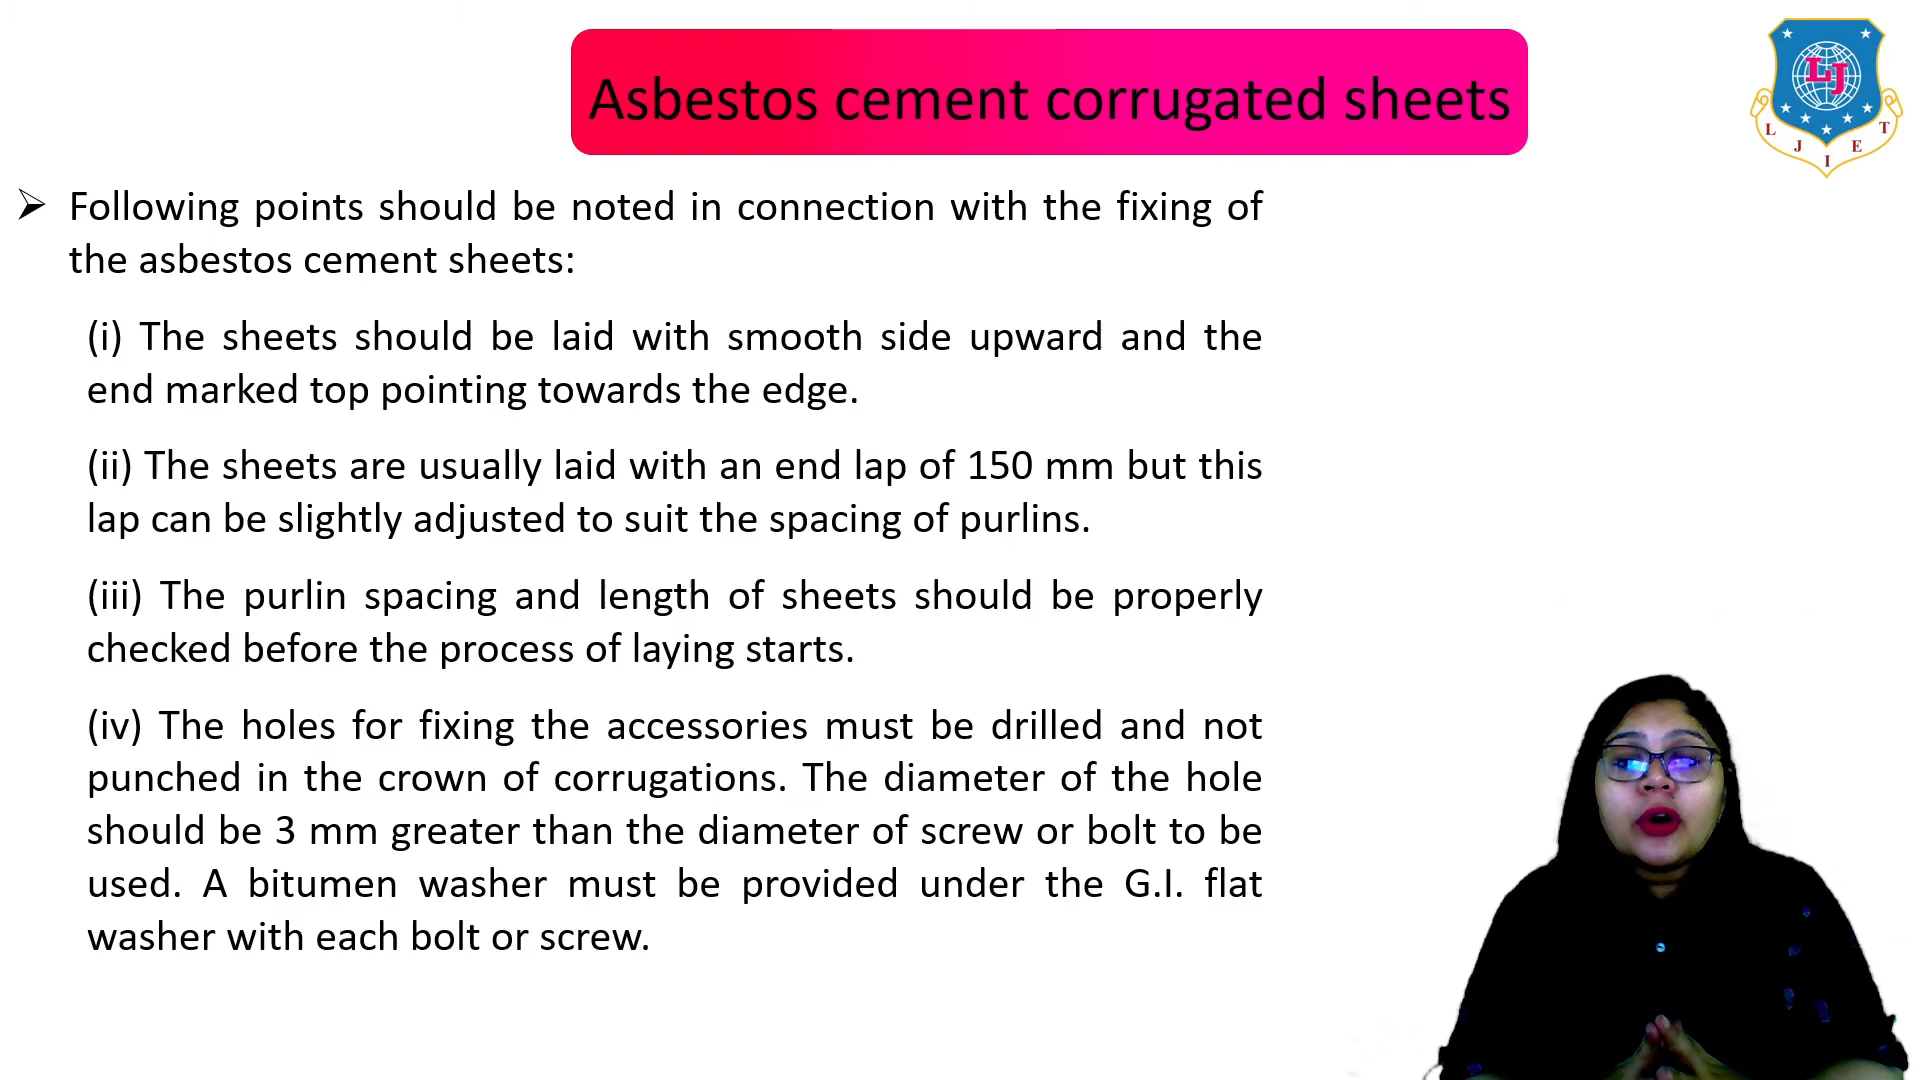 Asbestos cement corrugated sheets
LJ
L
J
I
E
T
Following points should be noted in connection with the fixing of
the asbestos cement sheets:
(i) The sheets should be laid with smooth side upward and the
end marked top pointing towards the edge.
(ii) The sheets are usually laid with an end lap of 150 mm but this
lap can be slightly adjusted to suit the spacing of purlins.
(iii) The purlin spacing and length of sheets should be properly
checked before the process of laying starts.
(iv) The holes for fixing the accessories must be drilled and not
punched in the crown of corrugations. The diameter of the hole
should be 3 mm greater than the diameter of screw or bolt to be
used. A bitumen washer must be provided under the G.I. flat
washer with each bolt or screw.